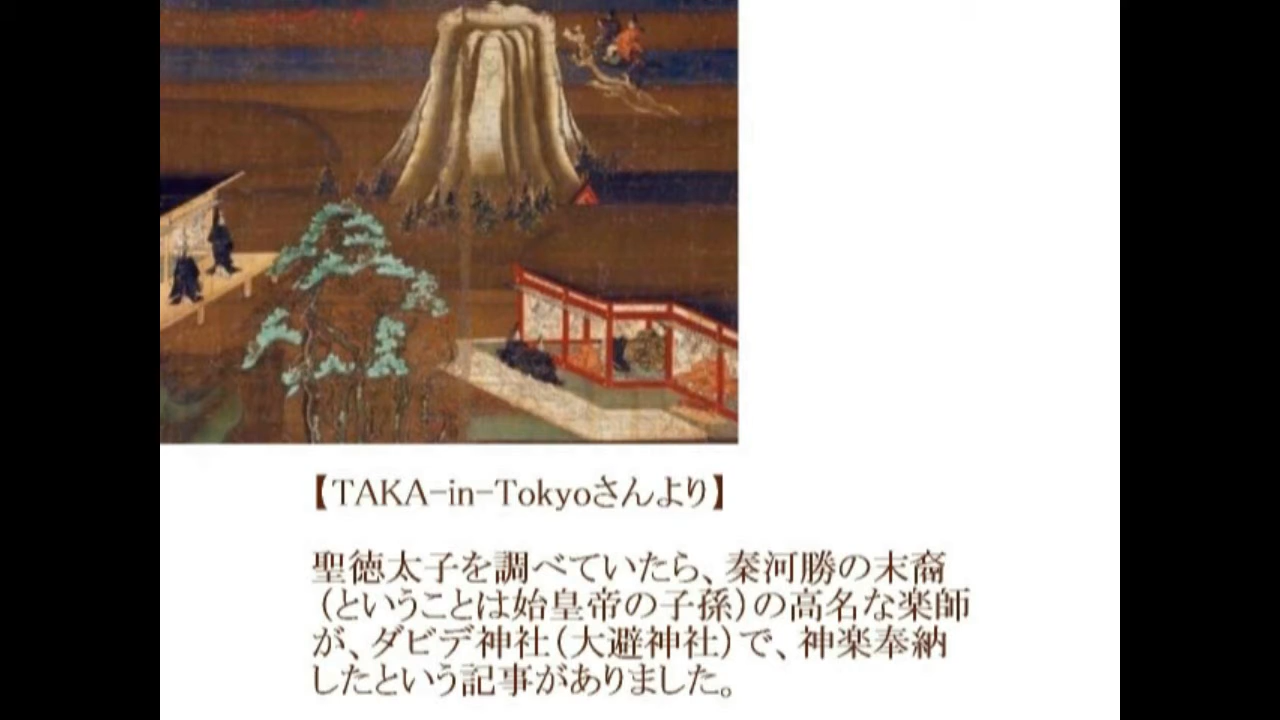 【TAKA-in-Tokyoさんより】
聖徳太子を調べていたら、秦河勝の末裔
（ということは始皇帝の子孫）の高名な楽師
が、ダビデ神社（大避神社）で、神楽奉納
したという記事がありました。